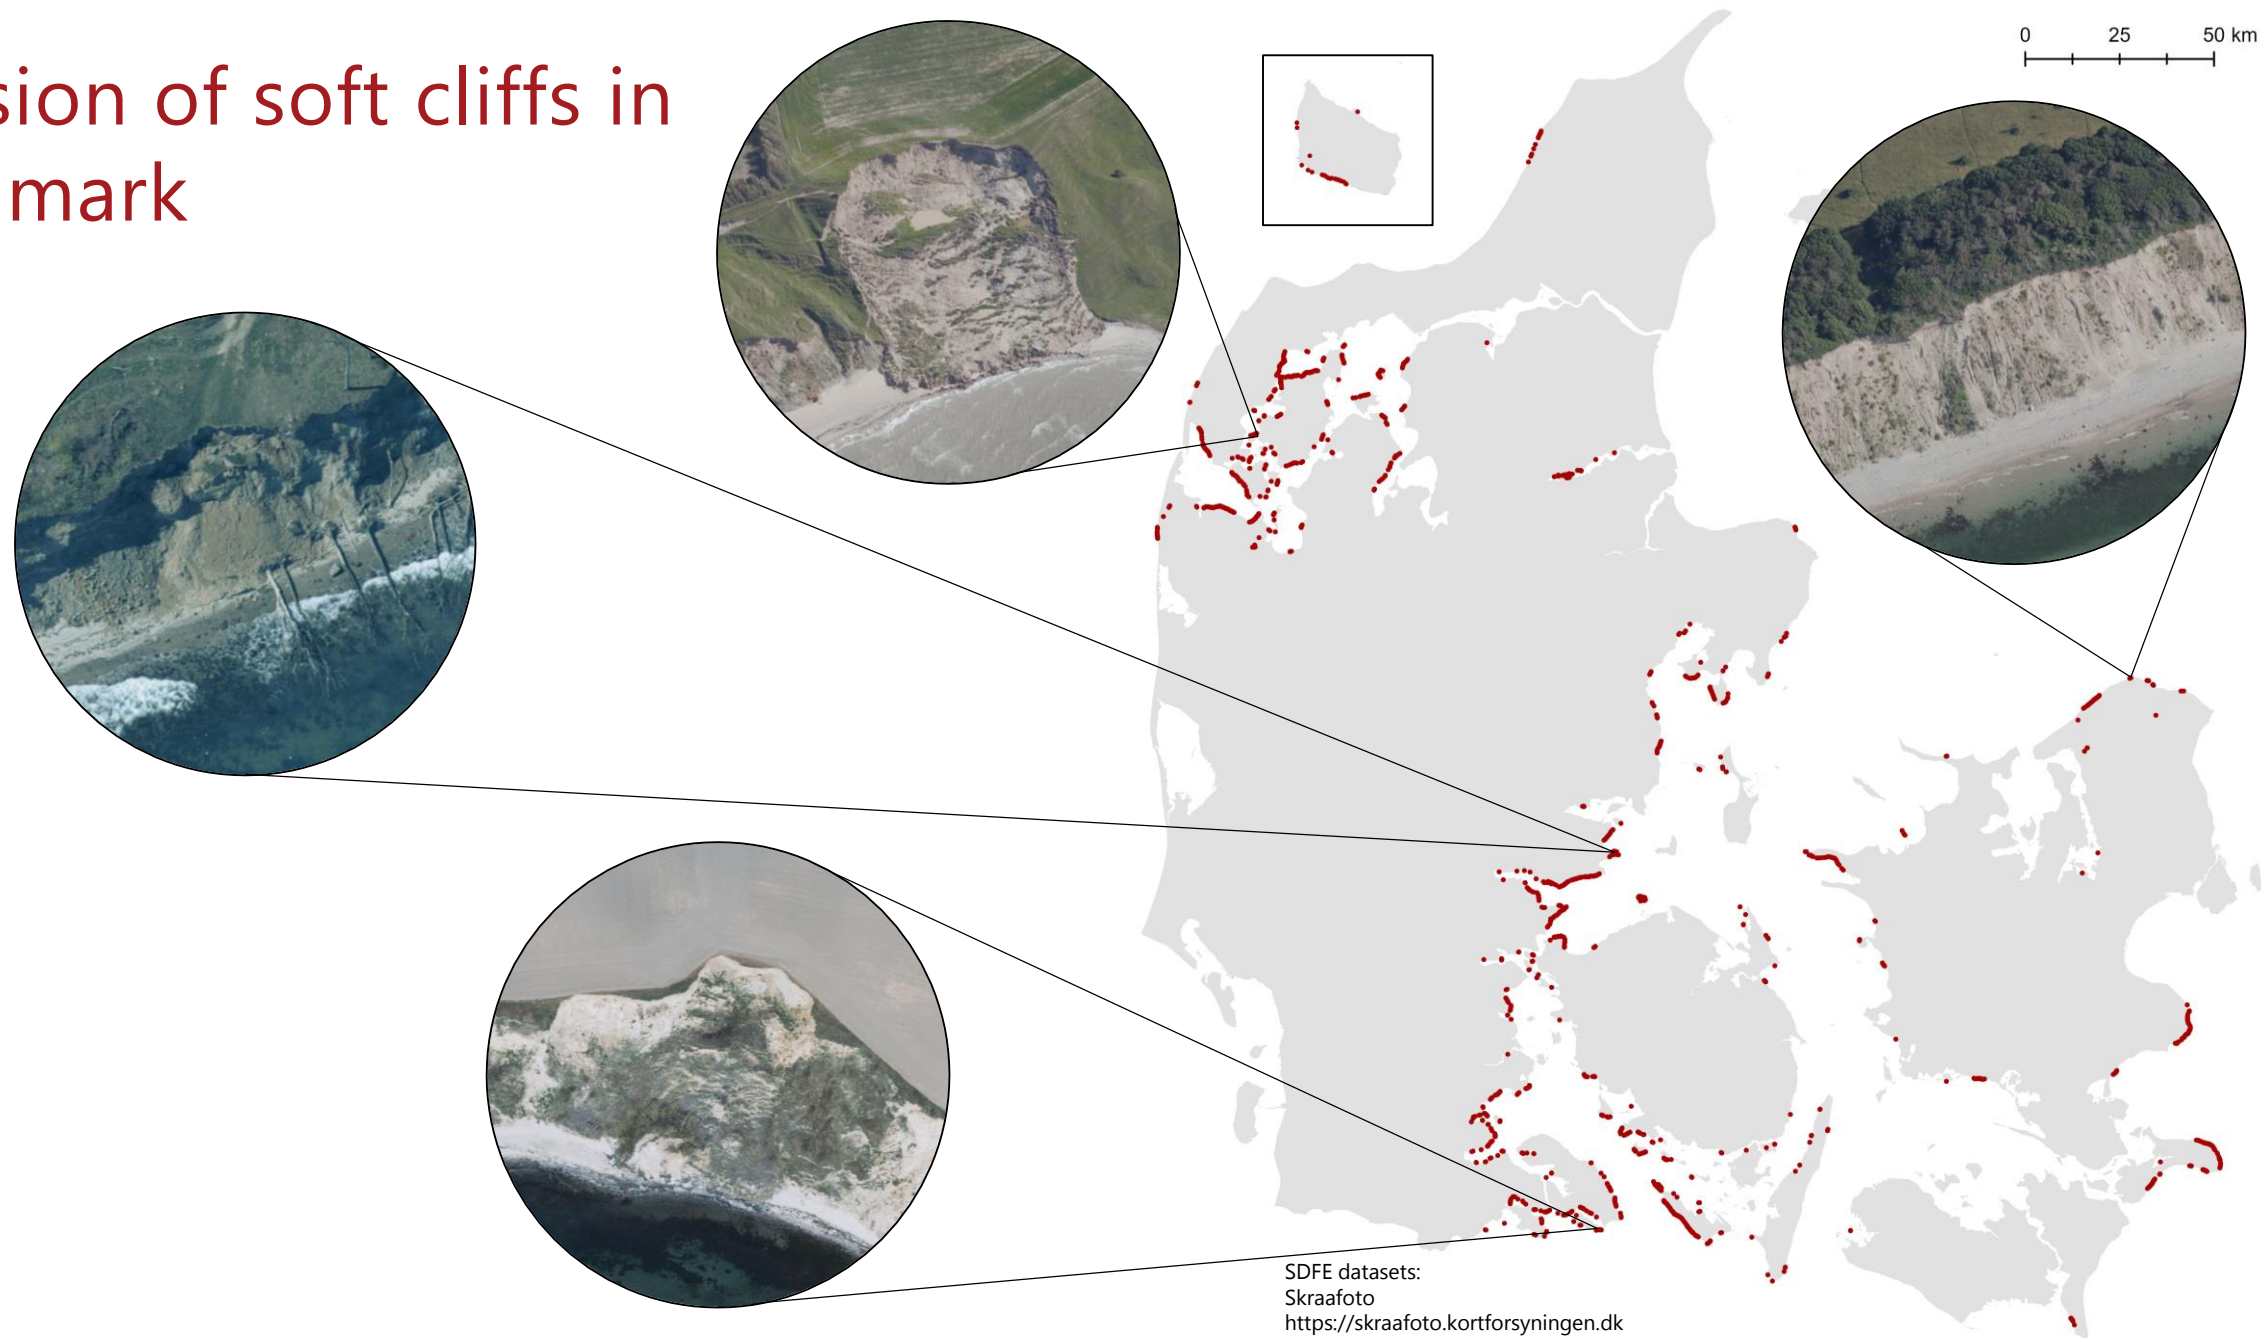 sion of soft cliffs in
mark
0 25 50 km
SDFE datasets:
Skraafoto
https://skraafoto.kortforsyningen.dk